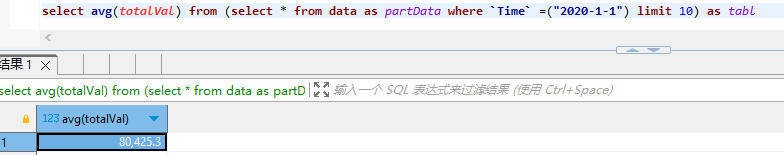 select avg(totalVal) from (select * from data as partData where `Time` =("2020-1-1") limit 10) as tabl
结果 1
select avg(totalVal) from (select * from data as partD 输入一个 SQL 表达式来过滤结果 (使用 Ctrl+Space)
123 avg(totalVal)
1 80,425.3